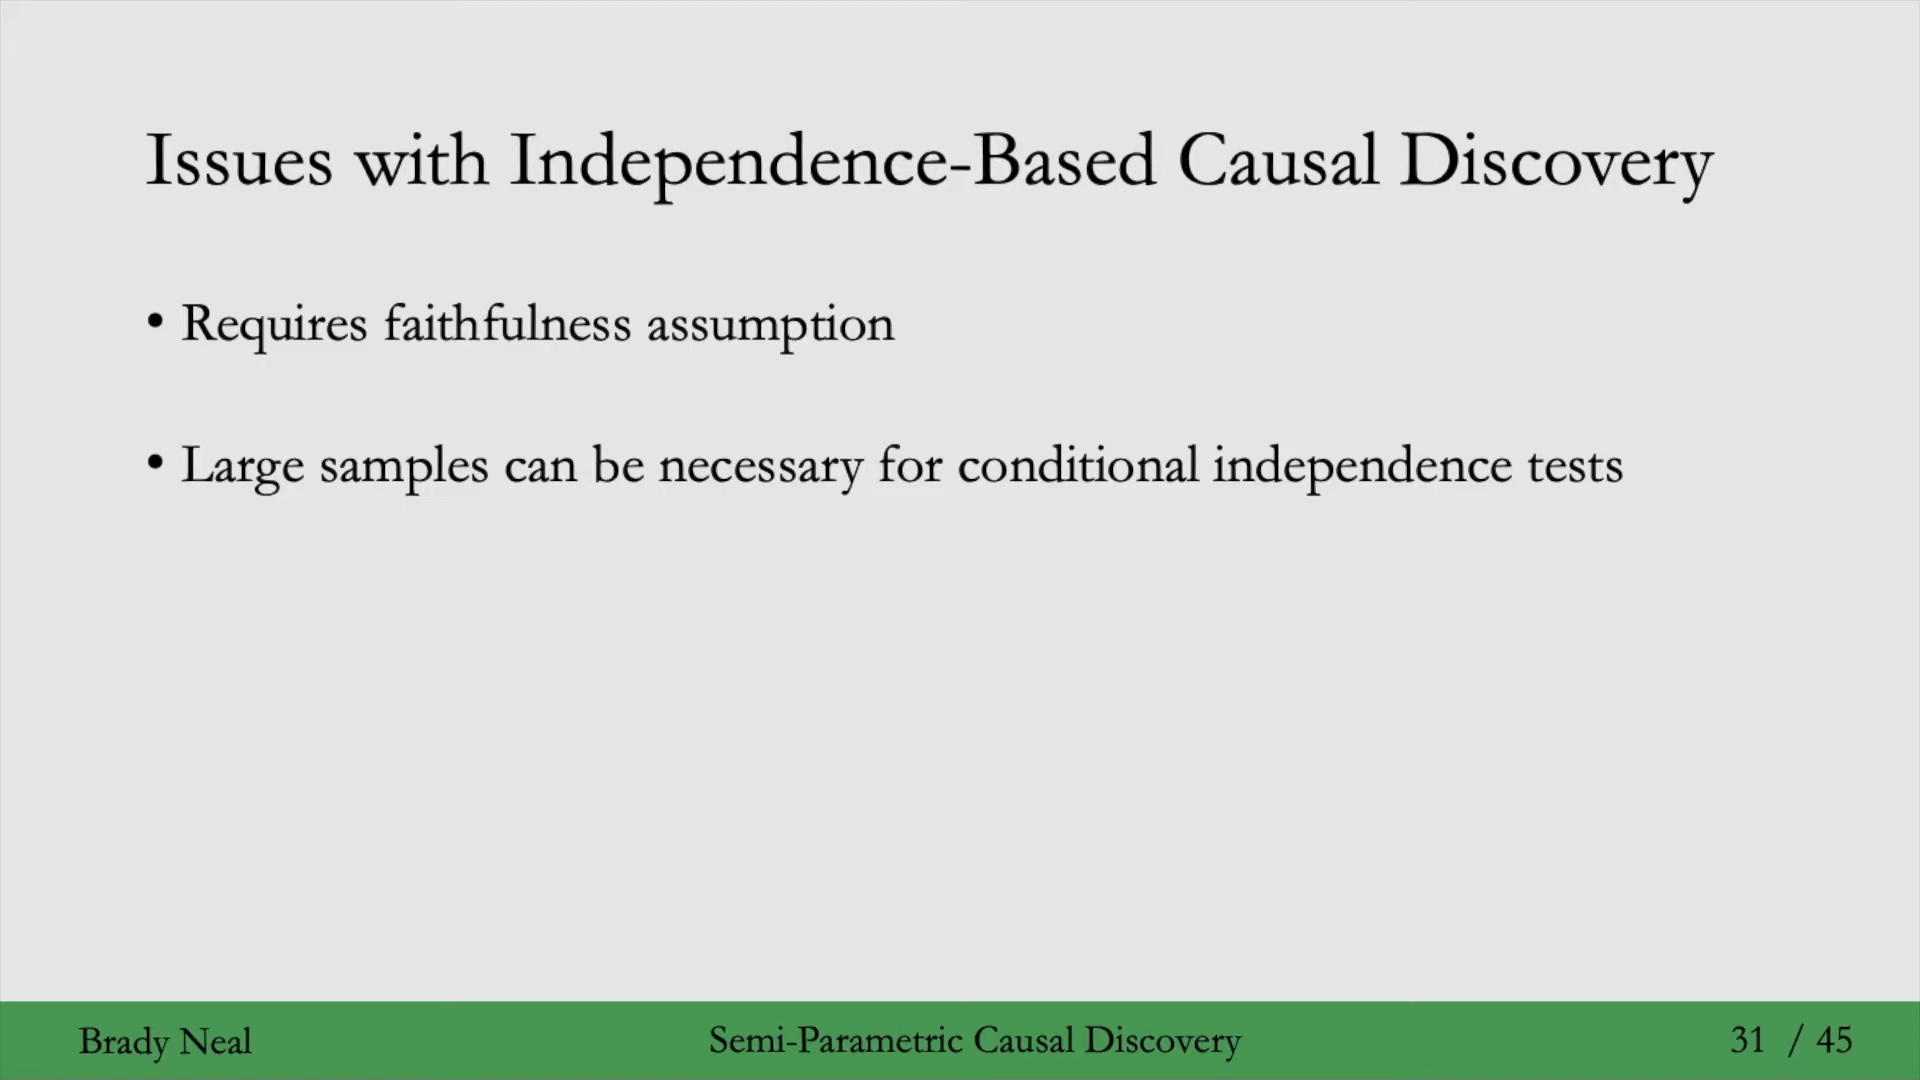 Issues with Independence-Based Causal Discovery
• Requires faithfulness assumption
• Large samples can be necessary for conditional independence tests
Brady Neal
Semi-Parametric Causal Discovery
31 / 45